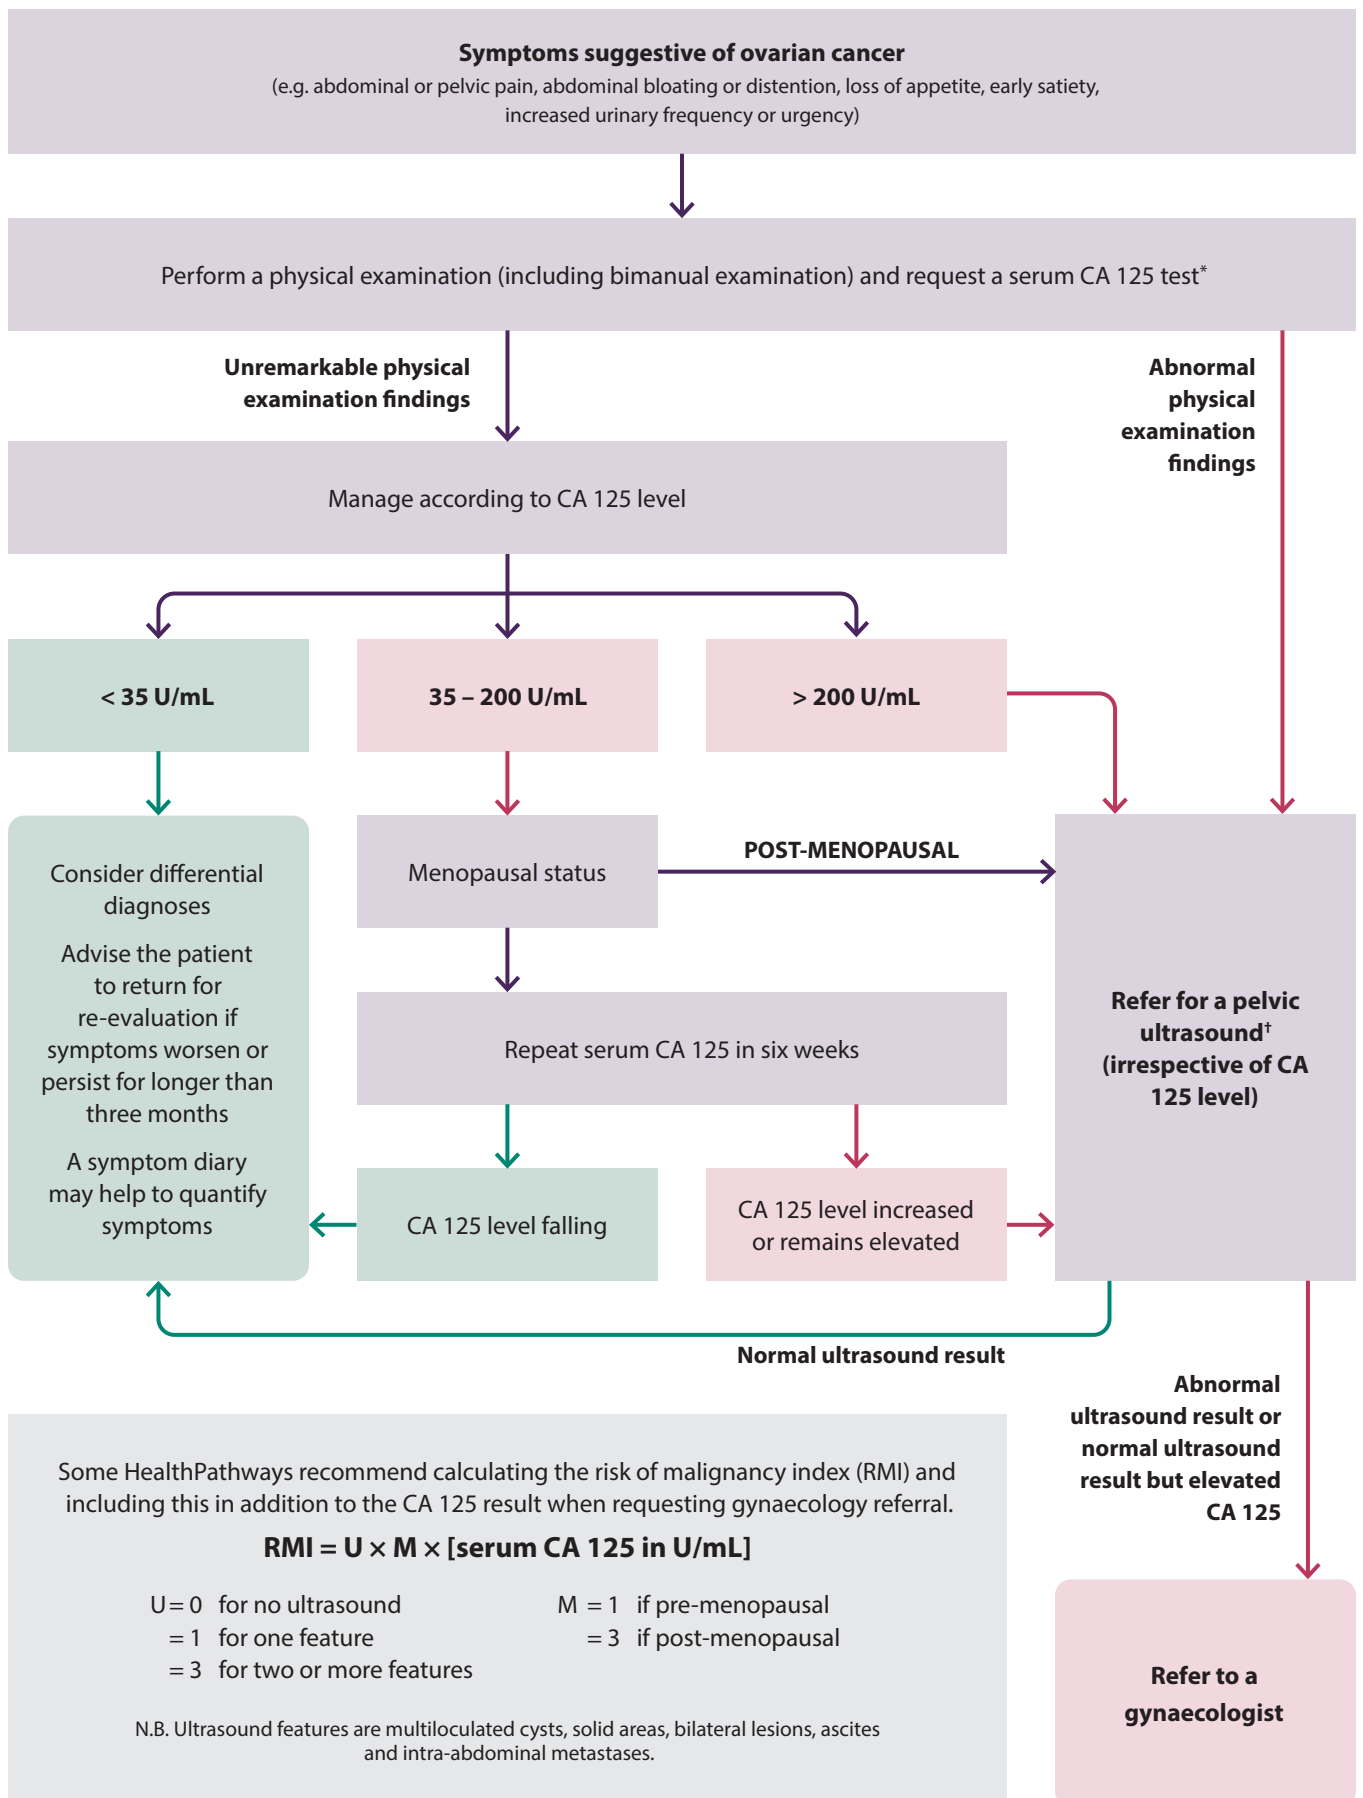 Symptoms suggestive of ovarian cancer
(e.g. abdominal or pelvic pain, abdominal bloating or distention, loss of appetite, early satiety,
increased urinary frequency or urgency)
Perform a physical examination (including bimanual examination) and request a serum CA 125 test*
Unremarkable physical
examination findings
Abnormal
physical
examination
findings
Manage according to CA 125 level
< 35 U/mL
35 – 200 U/mL
> 200 U/mL
Consider differential
diagnoses
Advise the patient
to return for
re-evaluation if
symptoms worsen or
persist for longer than
three months
A symptom diary
may help to quantify
symptoms
Menopausal status
POST-MENOPAUSAL
Repeat serum CA 125 in six weeks
CA 125 level falling
CA 125 level increased
or remains elevated
Refer for a pelvic
ultrasound†
(irrespective of CA
125 level)
Normal ultrasound result
Abnormal
ultrasound result or
normal ultrasound
result but elevated
CA 125
Refer to a
gynaecologist
Some HealthPathways recommend calculating the risk of malignancy index (RMI) and
including this in addition to the CA 125 result when requesting gynaecology referral.
RMI = U × M × [serum CA 125 in U/mL]
U = 0 for no ultrasound
= 1 for one feature
= 3 for two or more features
M = 1 if pre-menopausal
= 3 if post-menopausal
N.B. Ultrasound features are multiloculated cysts, solid areas, bilateral lesions, ascites
and intra-abdominal metastases.